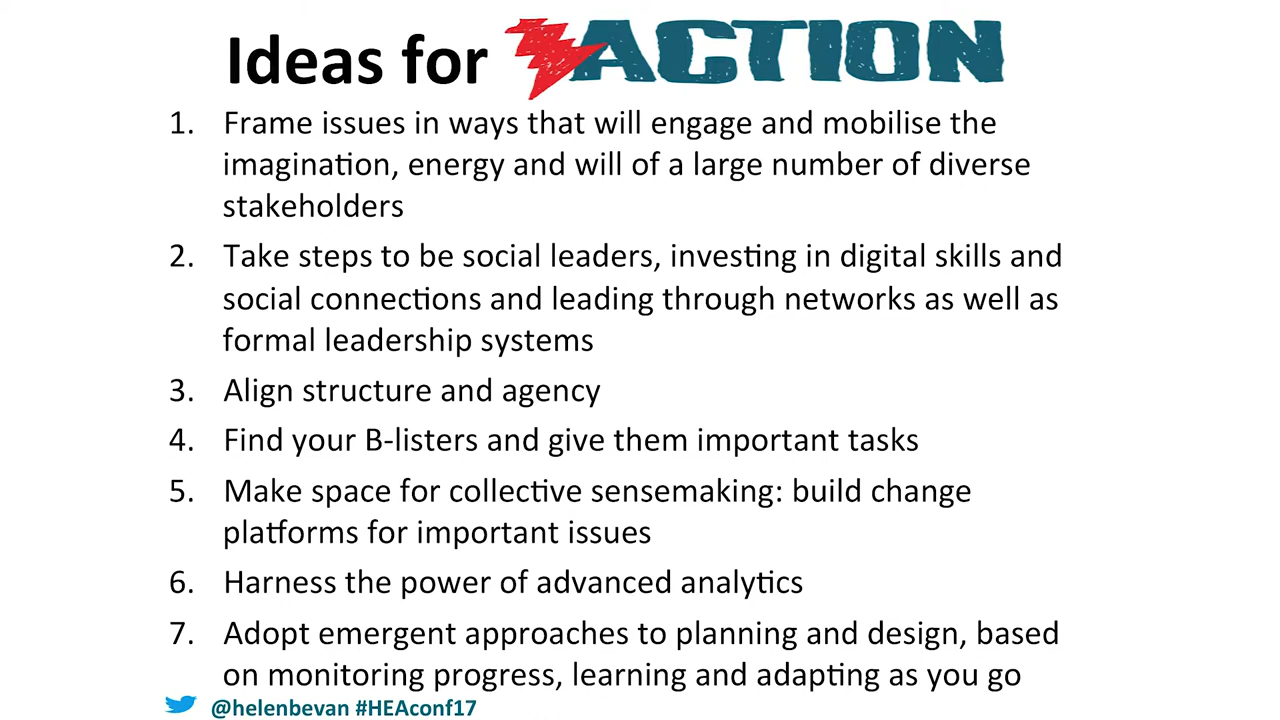 Ideas for ACTION
1. Frame issues in ways that will engage and mobilise the
imagination, energy and will of a large number of diverse
stakeholders
2. Take steps to be social leaders, investing in digital skills and
social connections and leading through networks as well as
formal leadership systems
3. Align structure and agency
4. Find your B-listers and give them important tasks
5. Make space for collective sensemaking: build change
platforms for important issues
6. Harness the power of advanced analytics
7. Adopt emergent approaches to planning and design, based
on monitoring progress, learning and adapting as you go
@helenbevan #HEAconf17